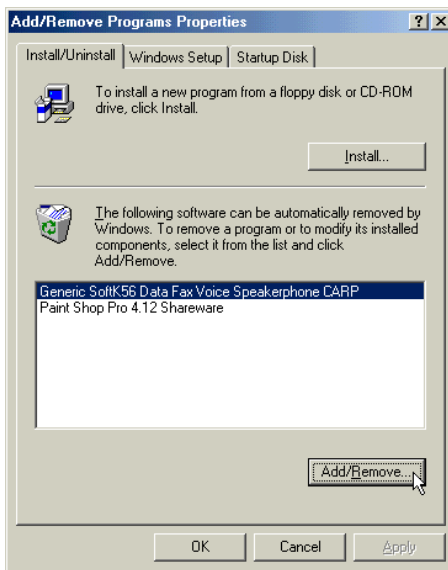 Add/Remove Programs Properties
Install/Uninstall Windows Setup Startup Disk
To install a new program from a floppy disk or CD-ROM
drive, click Install.
Install...
The following software can be automatically removed by
Windows. To remove a program or to modify its installed
components, select it from the list and click
Add/Remove.
Generic SoftK56 Data Fax Voice Speakerphone CARP
Paint Shop Pro 4.12 Shareware
Add/Remove...
OK Cancel Apply